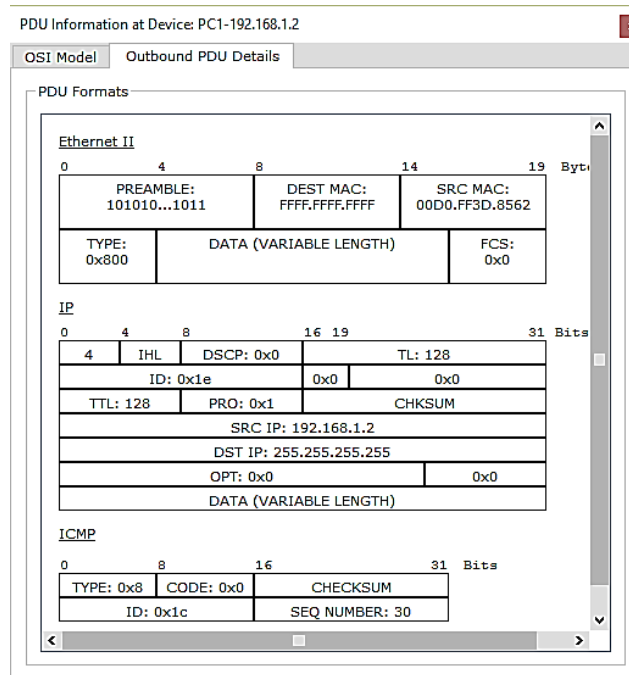 PDU Information at Device: PC1-192.168.1.2
OSI Model Outbound PDU Details
PDU Formats
Ethernet II
0 4 8 14 19 Byt
PREAMBLE: DEST MAC: SRC MAC:
101010...1011 FFFF.FFFF.FFFF 00D0.FF3D.8562
TYPE: DATA (VARIABLE LENGTH) FCS:
0x800 0x0
IP
0 4 8 16 19 31 Bits
4 IHL DSCP: 0x0 TL: 128
ID: 0x1e 0x0 0x0
TTL: 128 PRO: 0x1 CHKSUM
SRC IP: 192.168.1.2
DST IP: 255.255.255.255
OPT: 0x0 0x0
DATA (VARIABLE LENGTH)
ICMP
0 8 16 31 Bits
TYPE: 0x8 CODE: 0x0 CHECKSUM
ID: 0x1c SEQ NUMBER: 30